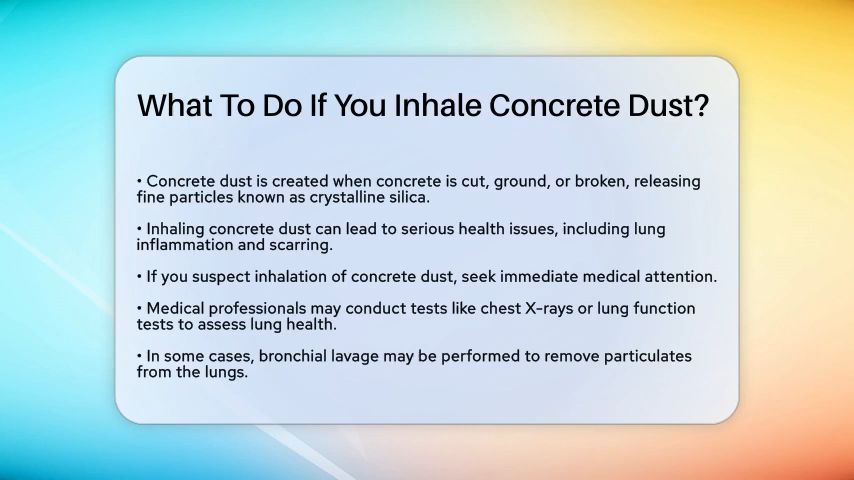 What To Do If You Inhale Concrete Dust?
• Concrete dust is created when concrete is cut, ground, or broken, releasing
fine particles known as crystalline silica.
• Inhaling concrete dust can lead to serious health issues, including lung
inflammation and scarring.
• If you suspect inhalation of concrete dust, seek immediate medical attention.
• Medical professionals may conduct tests like chest X-rays or lung function
tests to assess lung health.
• In some cases, bronchial lavage may be performed to remove particulates
from the lungs.